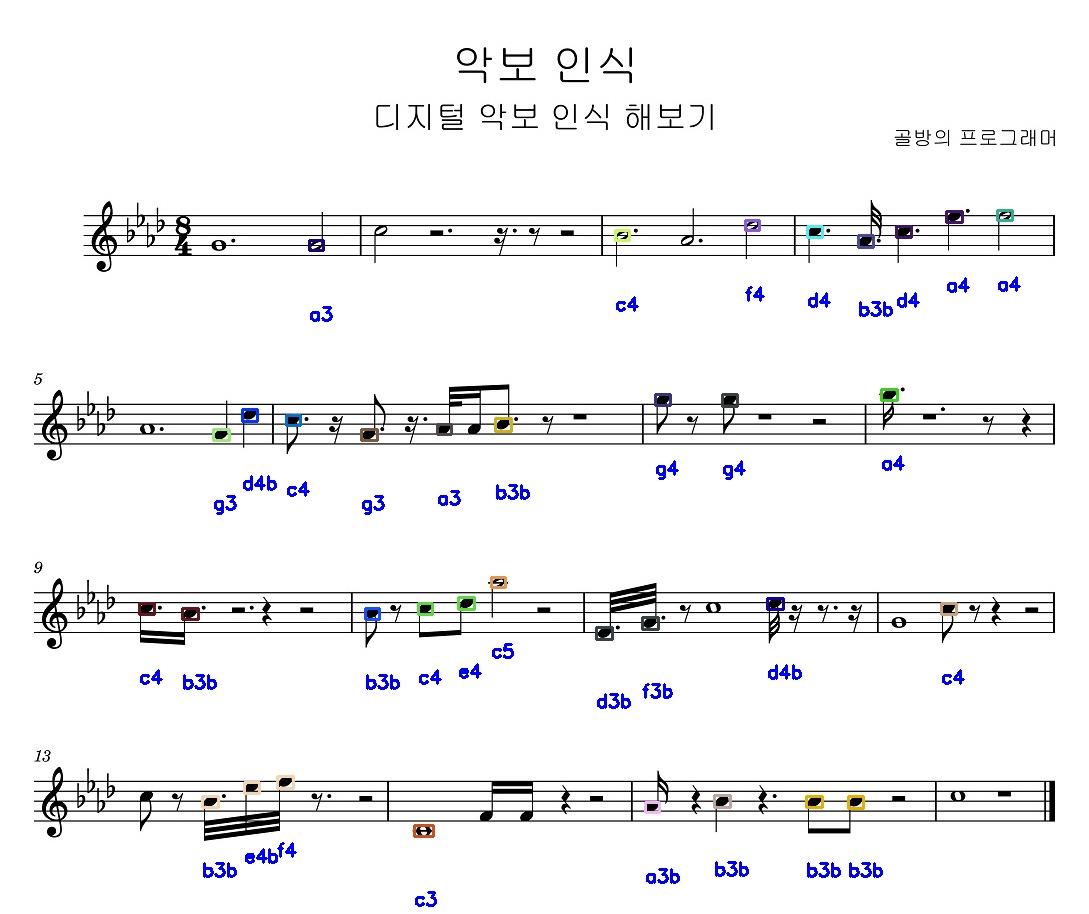 악보 인식
디지털 악보 인식 해보기
골방의 프로그래머
8
4
a3 c4 f4 d4 b3b d4 a4 a4
5
g3 d4b c4 g3 a3 b3b g4 g4 a4
9
c4 b3b b3b c4 e4 c5 d3b f3b d4b c4
13
b3b e4b f4 c3 a3b b3b b3b b3b